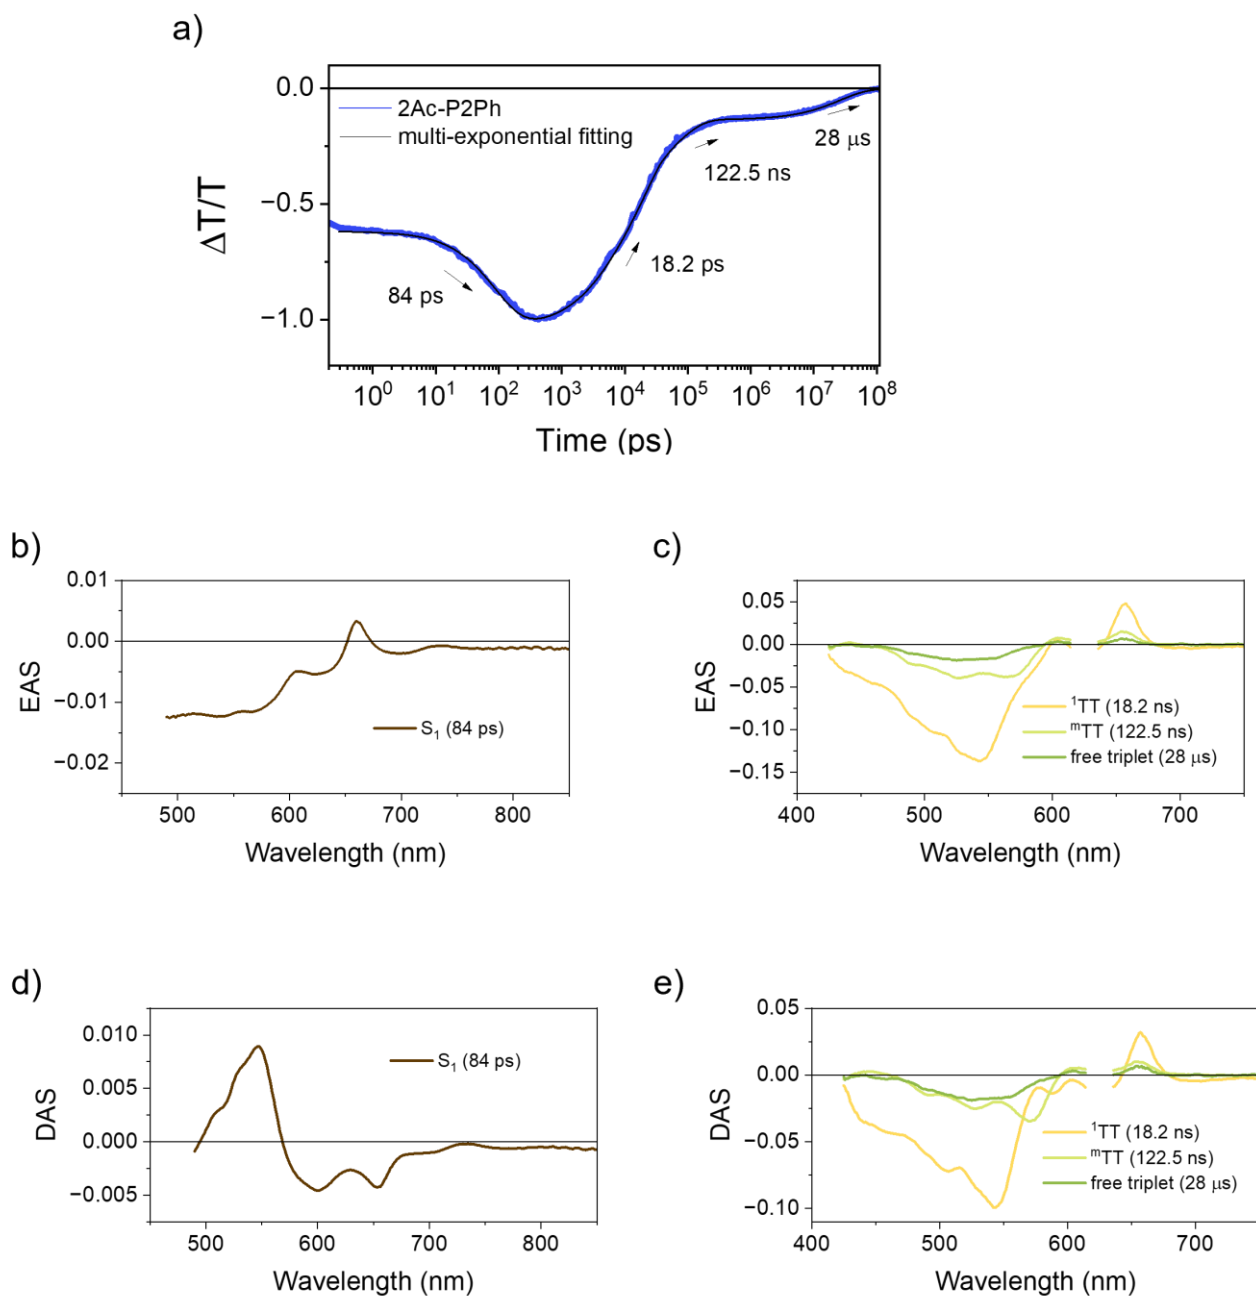 a)
0.0
−0.5
−1.0
ΔT/T
2Ac-P2Ph
multi-exponential fitting
84 ps
18.2 ps
122.5 ns
28 μs
10⁰ 10¹ 10² 10³ 10⁴ 10⁵ 10⁶ 10⁷ 10⁸
Time (ps)
b)
0.01
0.00
−0.01
−0.02
EAS
S₁ (84 ps)
500 600 700 800
Wavelength (nm)
c)
0.05
0.00
−0.05
−0.10
−0.15
EAS
¹TT (18.2 ns)
ᵐTT (122.5 ns)
free triplet (28 μs)
400 500 600 700
Wavelength (nm)
d)
0.010
0.005
0.000
−0.005
DAS
S₁ (84 ps)
500 600 700 800
Wavelength (nm)
e)
0.05
0.00
−0.05
−0.10
DAS
¹TT (18.2 ns)
ᵐTT (122.5 ns)
free triplet (28 μs)
400 500 600 700
Wavelength (nm)